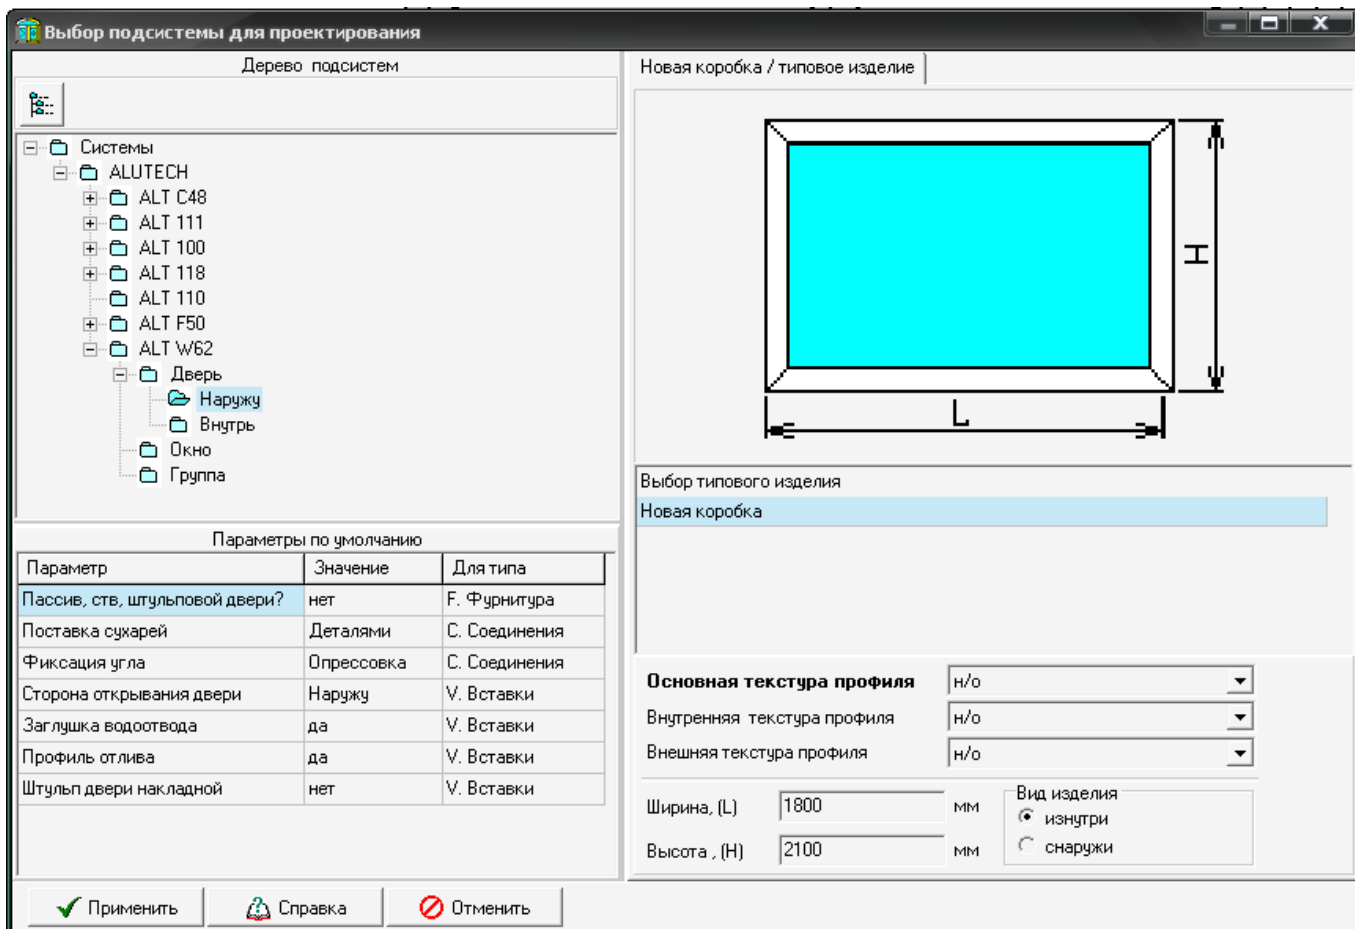 Выбор подсистемы для проектирования
Дерево подсистем
Системы
ALUTECH
ALT C48
ALT 111
ALT 100
ALT 118
ALT 110
ALT F50
ALT W62
Дверь
Наружу
Внутрь
Окно
Группа
Параметры по умолчанию
Параметр Значение Для типа
Пассив, ств, штульповой двери? нет F. Фурнитура
Поставка сухарей Деталями С. Соединения
Фиксация угла Опрессовка С. Соединения
Сторона открывания двери Наружу V. Вставки
Заглушка водоотвода да V. Вставки
Профиль отлива да V. Вставки
Штульп двери накладной нет V. Вставки
Новая коробка / типовое изделие
H
L
Выбор типового изделия
Новая коробка
Основная текстура профиля н/о
Внутренняя текстура профиля н/о
Внешняя текстура профиля н/о
Ширина, (L) 1800 мм
Высота , (H) 2100 мм
Вид изделия
изнутри
снаружи
Применить Справка Отменить